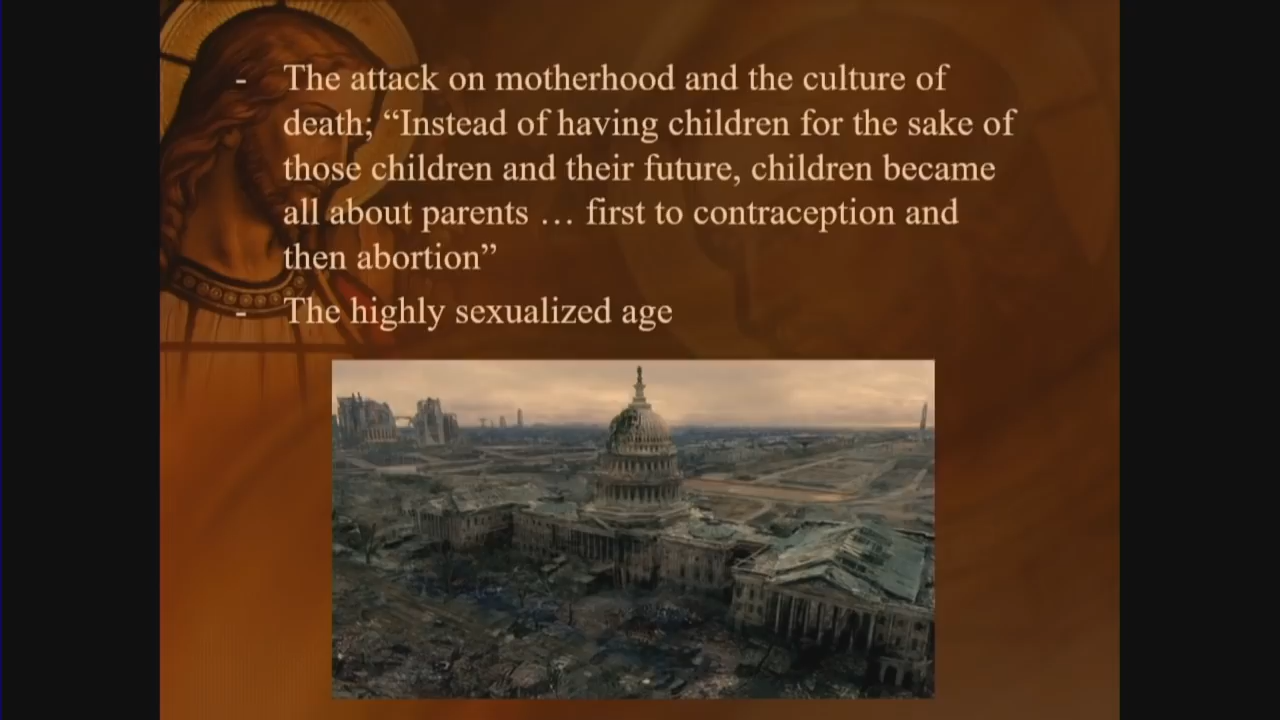 - The attack on motherhood and the culture of
death; “Instead of having children for the sake of
those children and their future, children became
all about parents … first to contraception and
then abortion”
- The highly sexualized age